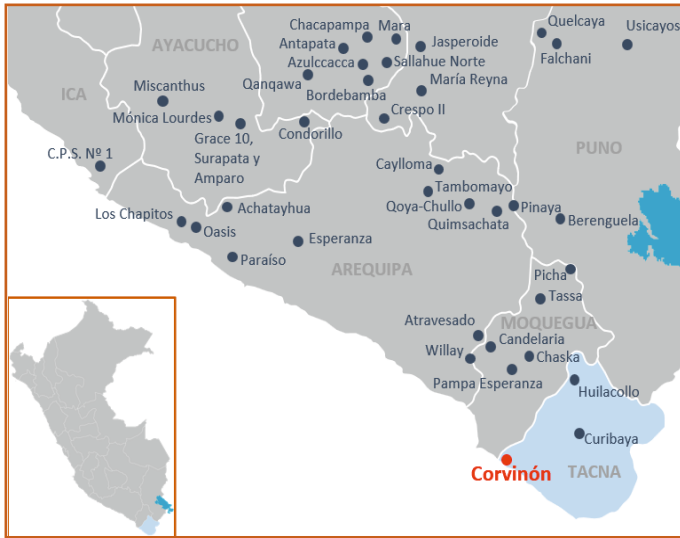 Chacapampa
Mara
Quelcaya
Usicayos
AYACUCHO
Antapata
Jasperoide
Falchani
Azulccacca
Sallahue Norte
Miscanthus
Qanqawa
María Reyna
ICA
Bordebamba
Mónica Lourdes
Crespo II
Grace 10,
Surapata y
Amparo
Condorillo
C.P.S. Nº 1
PUNO
Caylloma
Tambomayo
Los Chapitos
Achatayhua
Qoya-Chullo
Pinaya
Oasis
Quimsachata
Berenguela
Esperanza
Paraíso
AREQUIPA
Picha
Tassa
Atravesado
MOQUEGUA
Candelaria
Willay
Chaska
Pampa Esperanza
Huilacollo
Curibaya
Corvinón
TACNA